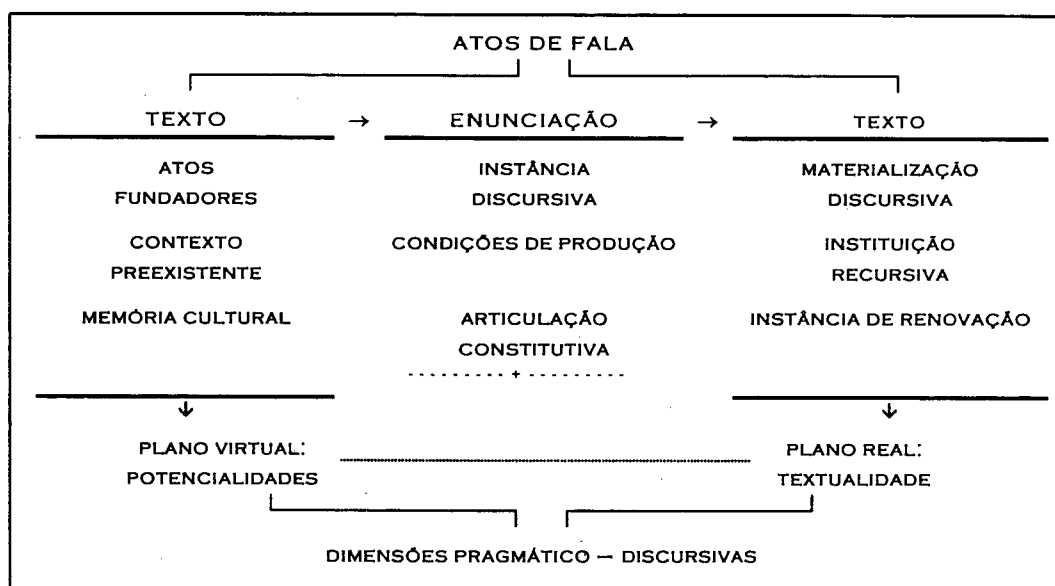 ATOS DE FALA
TEXTO → ENUNCIAÇÃO → TEXTO
ATOS FUNDADORES
CONTEXTO PREEXISTENTE
MEMÓRIA CULTURAL
INSTÂNCIA DISCURSIVA
CONDIÇÕES DE PRODUÇÃO
ARTICULAÇÃO CONSTITUTIVA
+
MATERIALIZAÇÃO DISCURSIVA
INSTITUIÇÃO RECURSIVA
INSTÂNCIA DE RENOVAÇÃO
PLANO VIRTUAL:
POTENCIALIDADES
PLANO REAL:
TEXTUALIDADE
DIMENSÕES PRAGMÁTICO – DISCURSIVAS